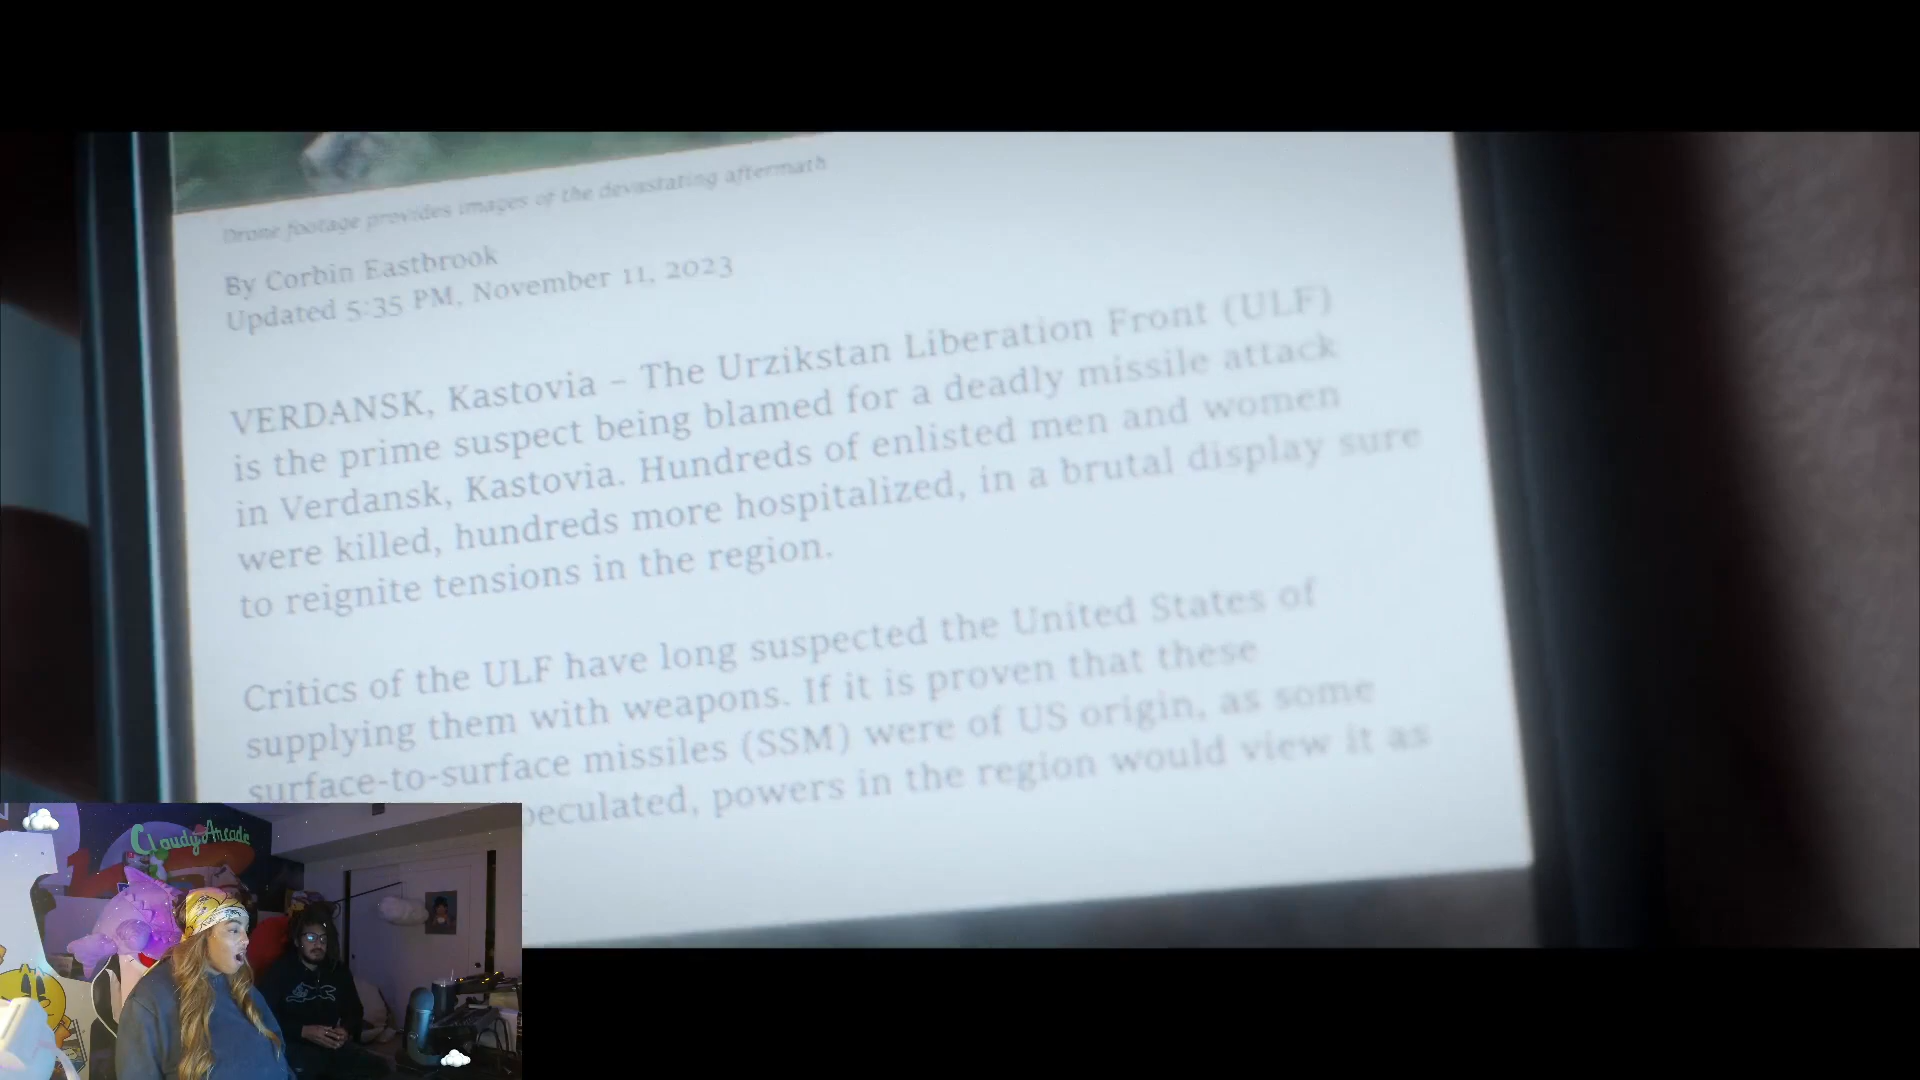 Drone footage provides images of the devastating aftermath
By Corbin Eastbrook
Updated 5:35 PM, November 11, 2023
VERDANSK, Kastovia – The Urzikstan Liberation Front (ULF)
is the prime suspect being blamed for a deadly missile attack
in Verdansk, Kastovia. Hundreds of enlisted men and women
were killed, hundreds more hospitalized, in a brutal display sure
to reignite tensions in the region.
Critics of the ULF have long suspected the United States of
supplying them with weapons. If it is proven that these
surface-to-surface missiles (SSM) were of US origin, as some
powers in the region would view it as
CloudyArcade